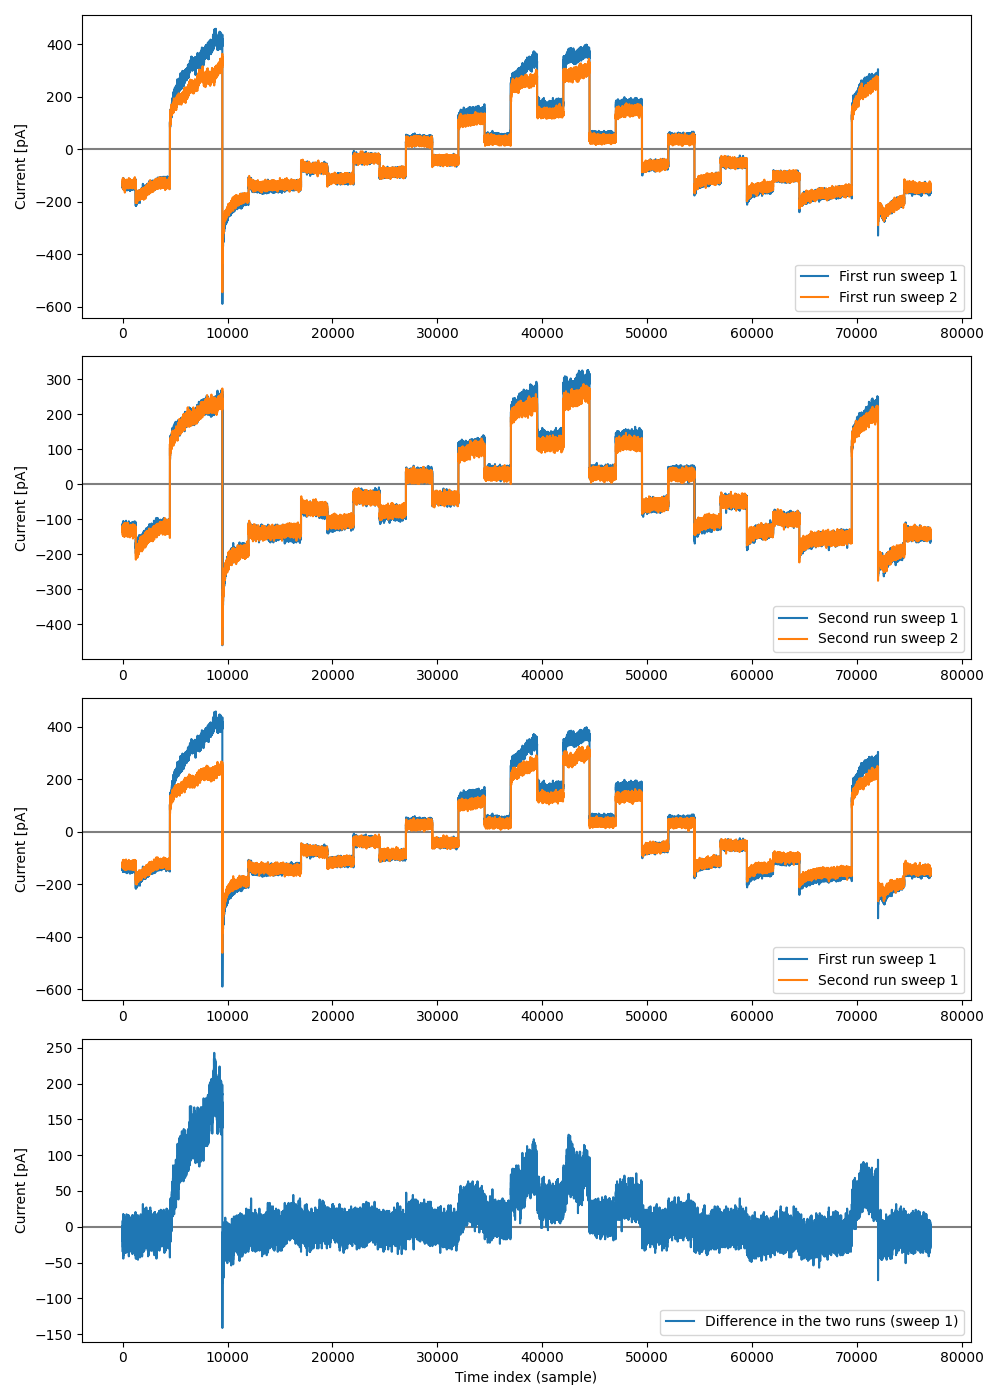 Current [pA]
400
200
0
−200
−400
−600
First run sweep 1
First run sweep 2
0 10000 20000 30000 40000 50000 60000 70000 80000
Current [pA]
300
200
100
0
−100
−200
−300
−400
Second run sweep 1
Second run sweep 2
0 10000 20000 30000 40000 50000 60000 70000 80000
Current [pA]
400
200
0
−200
−400
−600
First run sweep 1
Second run sweep 1
0 10000 20000 30000 40000 50000 60000 70000 80000
Current [pA]
250
200
150
100
50
0
−50
−100
−150
Difference in the two runs (sweep 1)
0 10000 20000 30000 40000 50000 60000 70000 80000
Time index (sample)